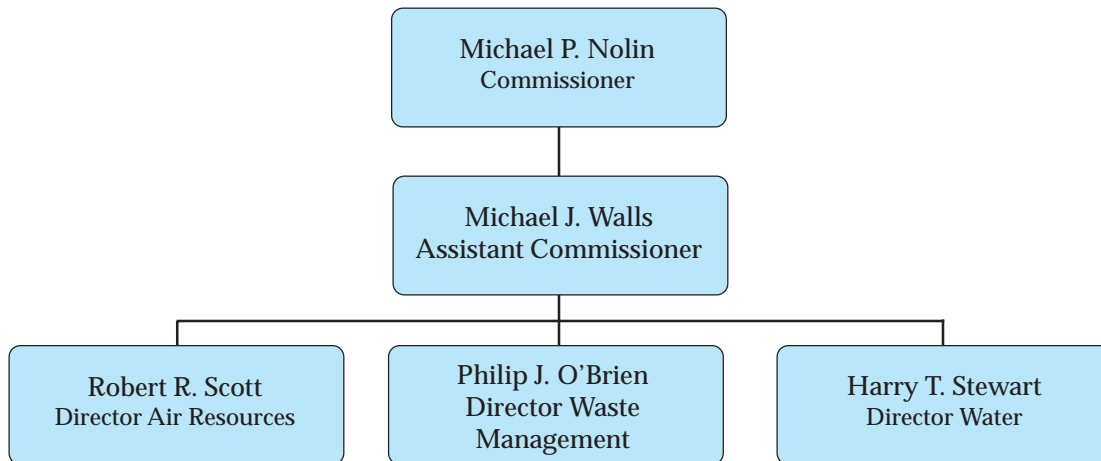 Michael P. Nolin
Commissioner
Michael J. Walls
Assistant Commissioner
Robert R. Scott
Director Air Resources
Philip J. O’Brien
Director Waste
Management
Harry T. Stewart
Director Water